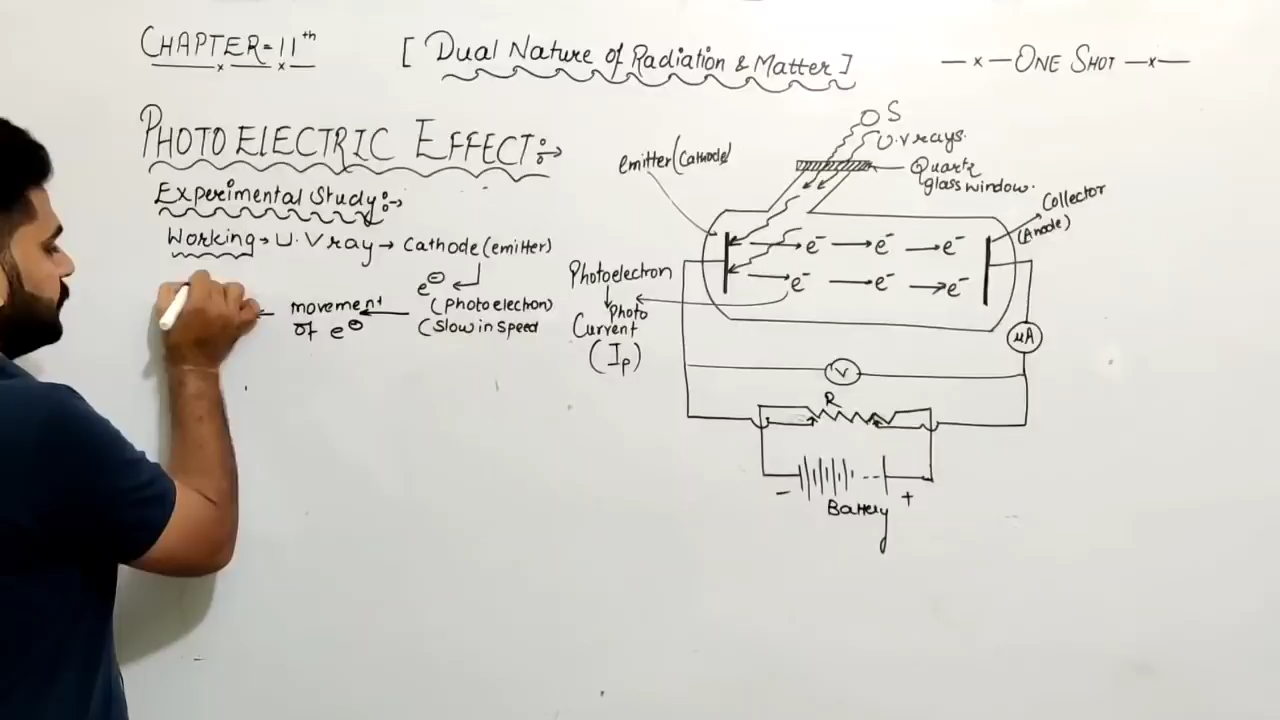 CHAPTER-11th
[ Dual Nature of Radiation & Matter ]
—x—ONE SHOT—x—
PHOTOELECTRIC EFFECT:→
Experimental Study:→
Working→ U.V ray→ Cathode (emitter)
e⊖
(Photoelectron)
(Slow in Speed
movement
of e⊖
S
U.V rays.
emitter (Cathode)
Quartz
glass window.
Collector
(Anode)
e⁻ → e⁻ → e⁻
e⁻ → e⁻ → e⁻
Photoelectron
Photo
Current
(Ip)
μA
V
R
- +
Battery